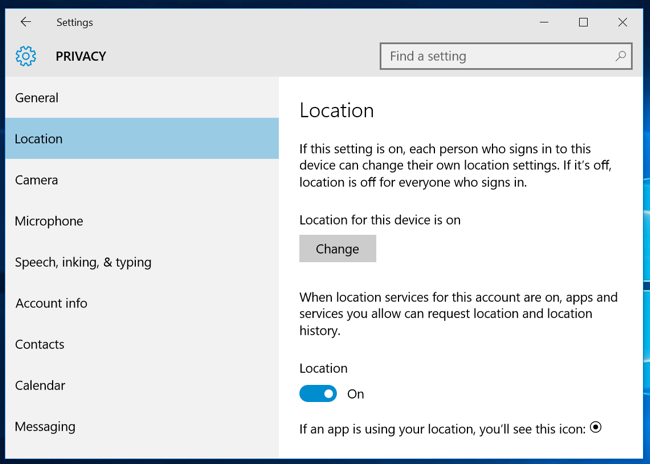 Settings
PRIVACY
Find a setting
General
Location
Camera
Microphone
Speech, inking, & typing
Account info
Contacts
Calendar
Messaging
Location
If this setting is on, each person who signs in to this
device can change their own location settings. If it's off,
location is off for everyone who signs in.
Location for this device is on
Change
When location services for this account are on, apps and
services you allow can request location and location
history.
Location
On
If an app is using your location, you'll see this icon: